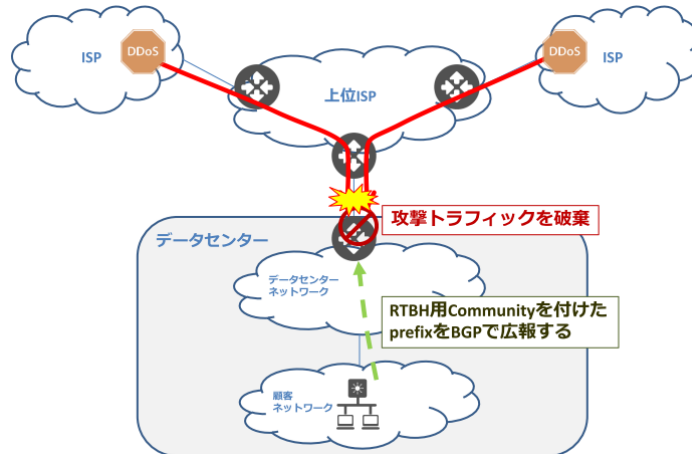 DDoS
ISP
上位ISP
DDoS
ISP
攻撃トラフィックを破棄
データセンター
データセンター
ネットワーク
RTBH用Communityを付けた
prefixをBGPで広報する
顧客
ネットワーク